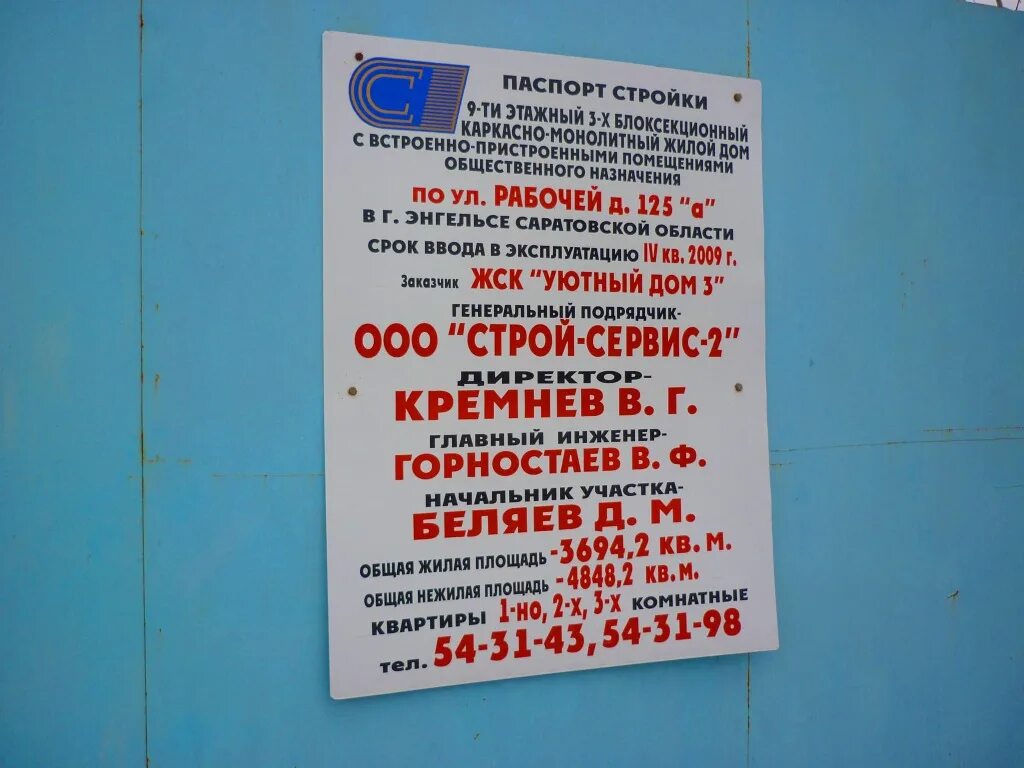 ПАСПОРТ СТРОЙКИ
9-ТИ ЭТАЖНЫЙ 3-Х БЛОКСЕКЦИОННЫЙ
КАРКАСНО-МОНОЛИТНЫЙ ЖИЛОЙ ДОМ
С ВСТРОЕННО-ПРИСТРОЕННЫМИ ПОМЕЩЕНИЯМИ
ОБЩЕСТВЕННОГО НАЗНАЧЕНИЯ
ПО УЛ. РАБОЧЕЙ Д. 125 "а"
В Г. ЭНГЕЛЬСЕ САРАТОВСКОЙ ОБЛАСТИ
СРОК ВВОДА В ЭКСПЛУАТАЦИЮ IV КВ. 2009 Г.
Заказчик ЖСК "УЮТНЫЙ ДОМ 3"
ГЕНЕРАЛЬНЫЙ ПОДРЯДЧИК-
ООО "СТРОЙ-СЕРВИС-2"
ДИРЕКТОР-
КРЕМНЕВ В. Г.
ГЛАВНЫЙ ИНЖЕНЕР-
ГОРНОСТАЕВ В. Ф.
НАЧАЛЬНИК УЧАСТКА-
БЕЛЯЕВ Д. М.
ОБЩАЯ ЖИЛАЯ ПЛОЩАДЬ -3694,2 КВ. М.
ОБЩАЯ НЕЖИЛАЯ ПЛОЩАДЬ -4848,2 КВ. М.
КВАРТИРЫ 1-но, 2-х, 3-х КОМНАТНЫЕ
тел. 54-31-43, 54-31-98